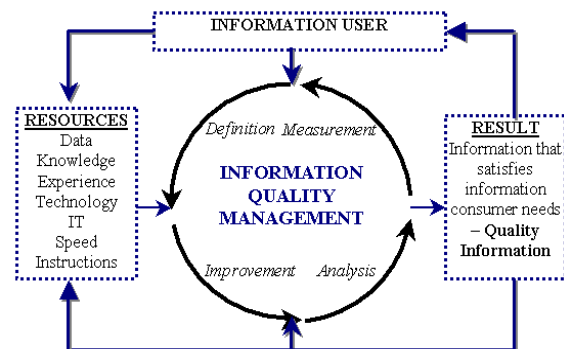 INFORMATION USER
RESOURCES
Data
Knowledge
Experience
Technology
IT
Speed
Instructions
Definition
Measurement
INFORMATION
QUALITY
MANAGEMENT
Improvement
Analysis
RESULT
Information that
satisfies
information
consumer needs
– Quality
Information